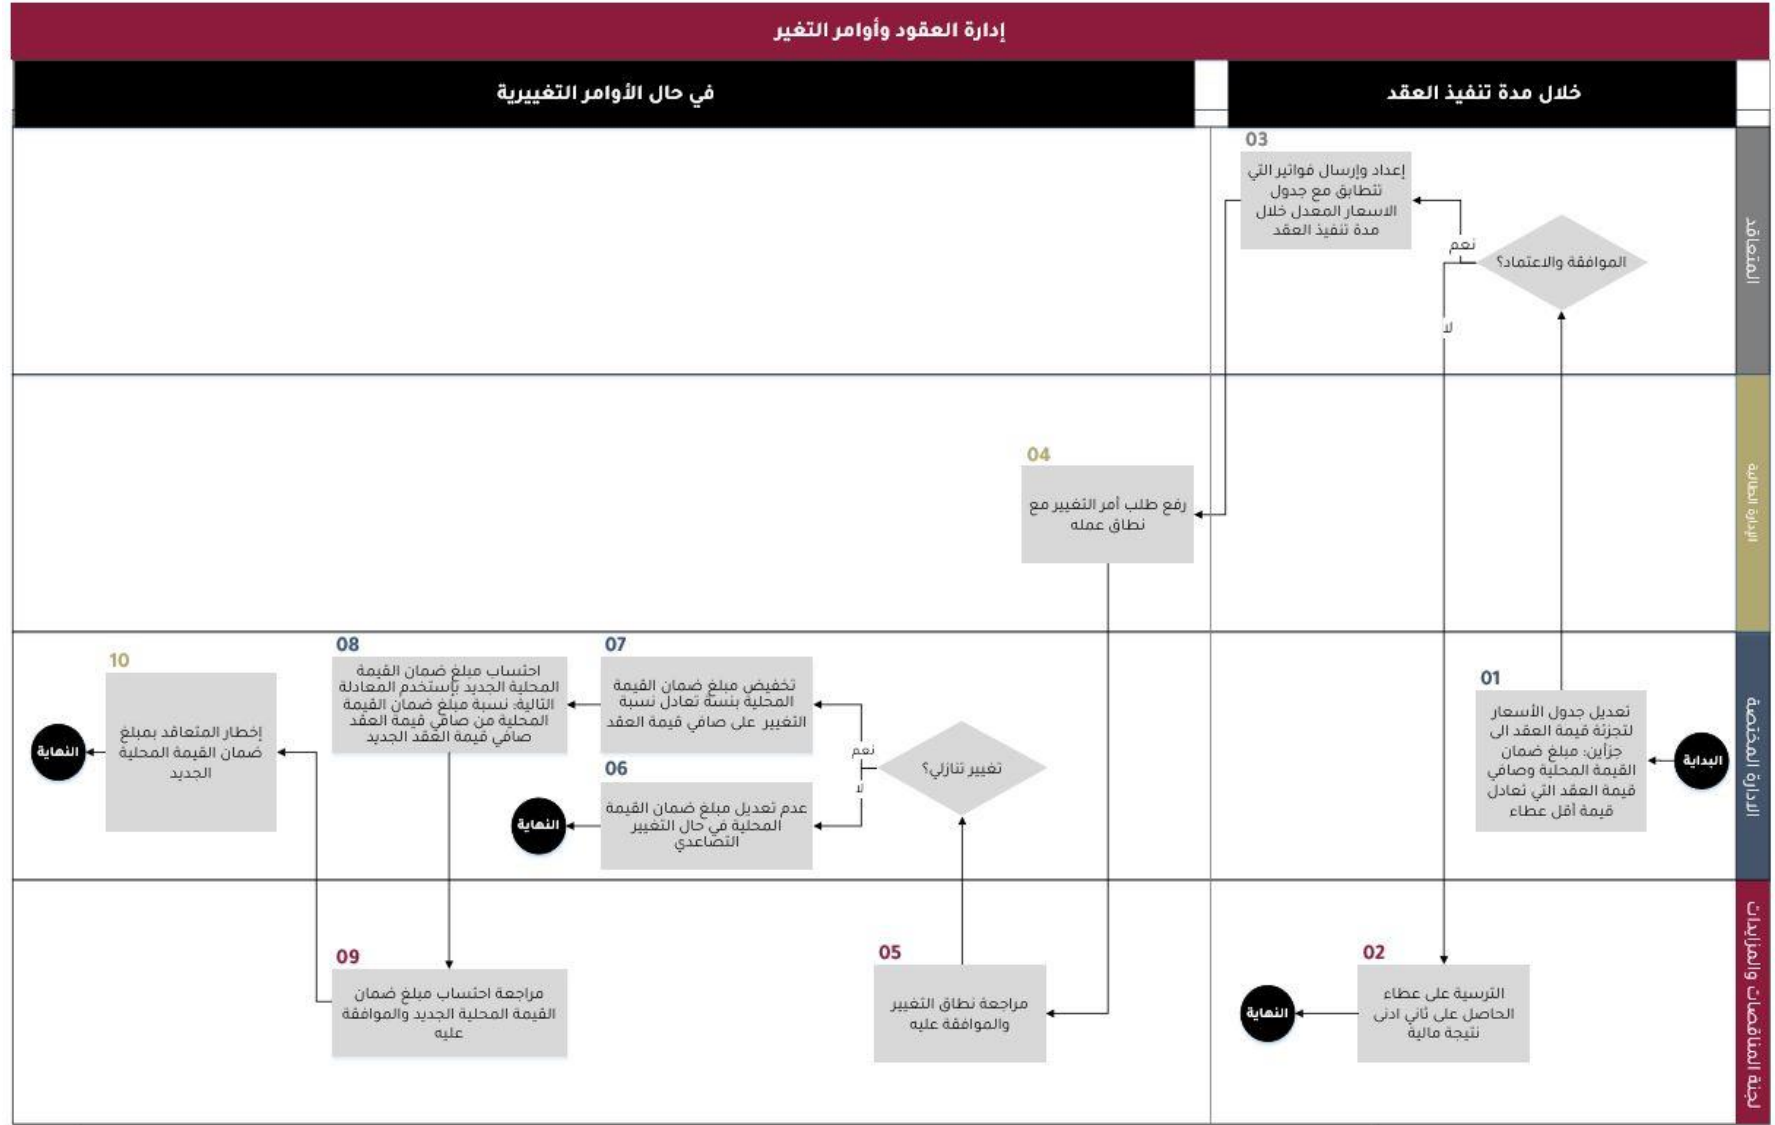 إدارة العقود وأوامر التغير
خلال مدة تنفيذ العقد
في حال الأوامر التغييرية
المتعاقد
03
إعداد وإرسال فواتير التي
تتطابق مع جدول
الاسعار المعدل خلال
مدة تنفيذ العقد
نعم
الموافقة والاعتماد؟
لا
الإدارة الطالبة
04
رفع طلب أمر التغيير مع
نطاق عمله
الادارة المختصة
البداية
01
تعديل جدول الأسعار
لتجزئة قيمة العقد الى
جزأين: مبلغ ضمان
القيمة المحلية وصافي
قيمة العقد التي تعادل
قيمة أقل عطاء
تغيير تنازلي؟
نعم
لا
07
تخفيض مبلغ ضمان القيمة
المحلية بنسة تعادل نسبة
التغيير على صافي قيمة العقد
06
عدم تعديل مبلغ ضمان القيمة
المحلية في حال التغيير
التصاعدي
النهاية
08
احتساب مبلغ ضمان القيمة
المحلية الجديد بإستخدم المعادلة
التالية: نسبة مبلغ ضمان القيمة
المحلية من صافي قيمة العقد
صافي قيمة العقد الجديد
10
إخطار المتعاقد بمبلغ
ضمان القيمة المحلية
الجديد
النهاية
لجنة المناقصات والمزايدات
02
الترسية على عطاء
الحاصل على ثاني ادنى
نتيجة مالية
النهاية
05
مراجعة نطاق التغيير
والموافقة عليه
09
مراجعة احتساب مبلغ ضمان
القيمة المحلية الجديد والموافقة
عليه